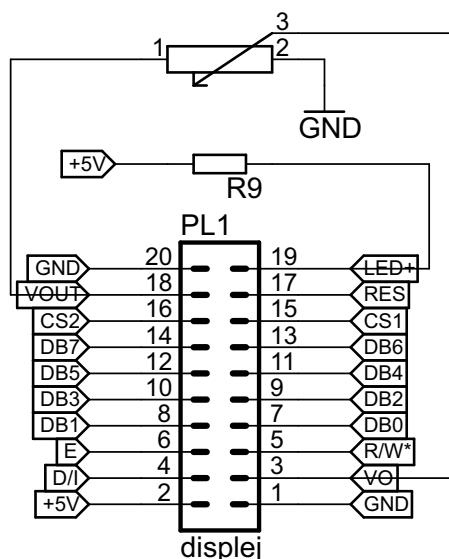 3
1 2
GND
+5V
R9
PL1
GND 20 19 LED+
VOUT 18 17 RES
CS2 16 15 CS1
DB7 14 13 DB6
DB5 12 11 DB4
DB3 10 9 DB2
DB1 8 7 DB0
E 6 5 R/W*
D/I 4 3 VO
+5V 2 1 GND
displej